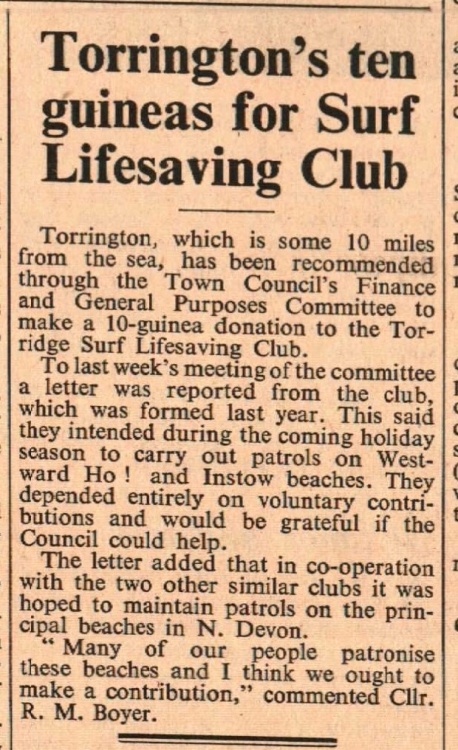 Torrington's ten
guineas for Surf
Lifesaving Club
Torrington, which is some 10 miles
from the sea, has been recommended
through the Town Council's Finance
and General Purposes Committee to
make a 10-guinea donation to the Tor-
ridge Surf Lifesaving Club.
To last week's meeting of the committee
a letter was reported from the club,
which was formed last year. This said
they intended during the coming holiday
season to carry out patrols on West-
ward Ho! and Instow beaches. They
depended entirely on voluntary contri-
butions and would be grateful if the
Council could help.
The letter added that in co-operation
with the two other similar clubs it was
hoped to maintain patrols on the prin-
cipal beaches in N. Devon.
"Many of our people patronise
these beaches and I think we ought to
make a contribution," commented Cllr.
R. M. Boyer.